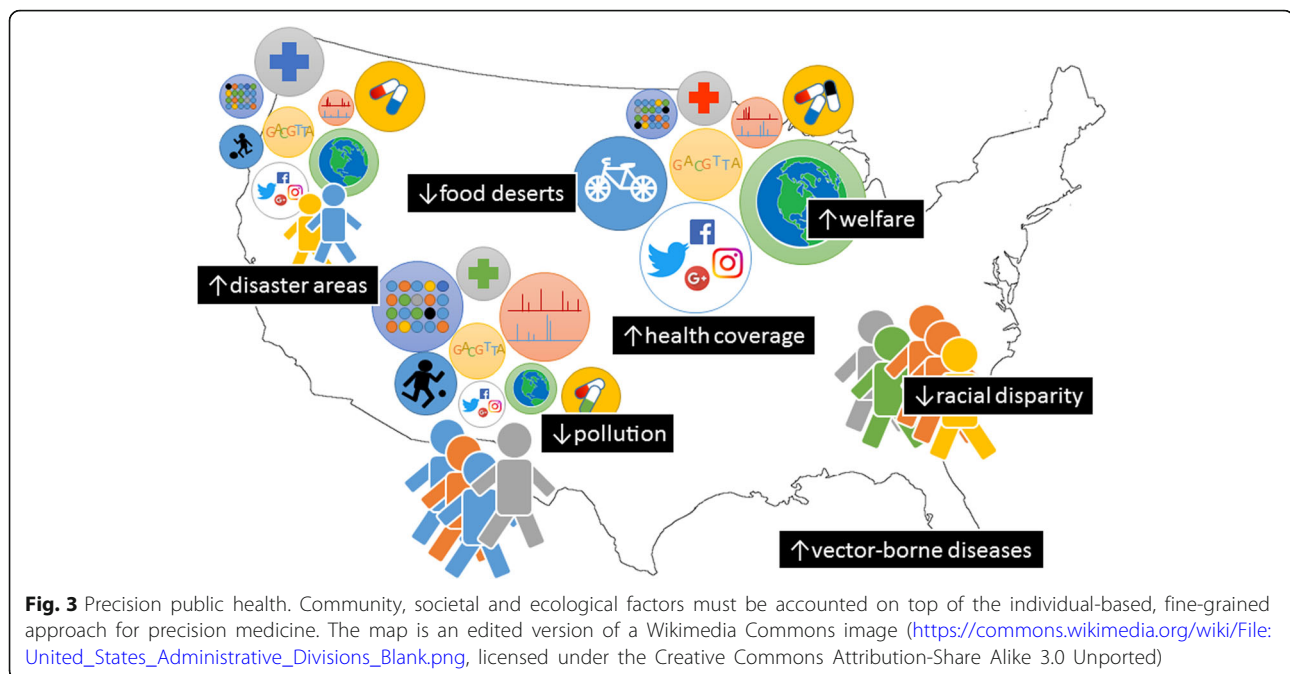 GACGTTA
GACGTTA
↓food deserts
↑welfare
↑disaster areas
G+
G+
↑health coverage
GACGTTA
↓racial disparity
G+
↓pollution
↑vector-borne diseases
Fig. 3 Precision public health. Community, societal and ecological factors must be accounted on top of the individual-based, fine-grained
approach for precision medicine. The map is an edited version of a Wikimedia Commons image (https://commons.wikimedia.org/wiki/File:
United_States_Administrative_Divisions_Blank.png, licensed under the Creative Commons Attribution-Share Alike 3.0 Unported)